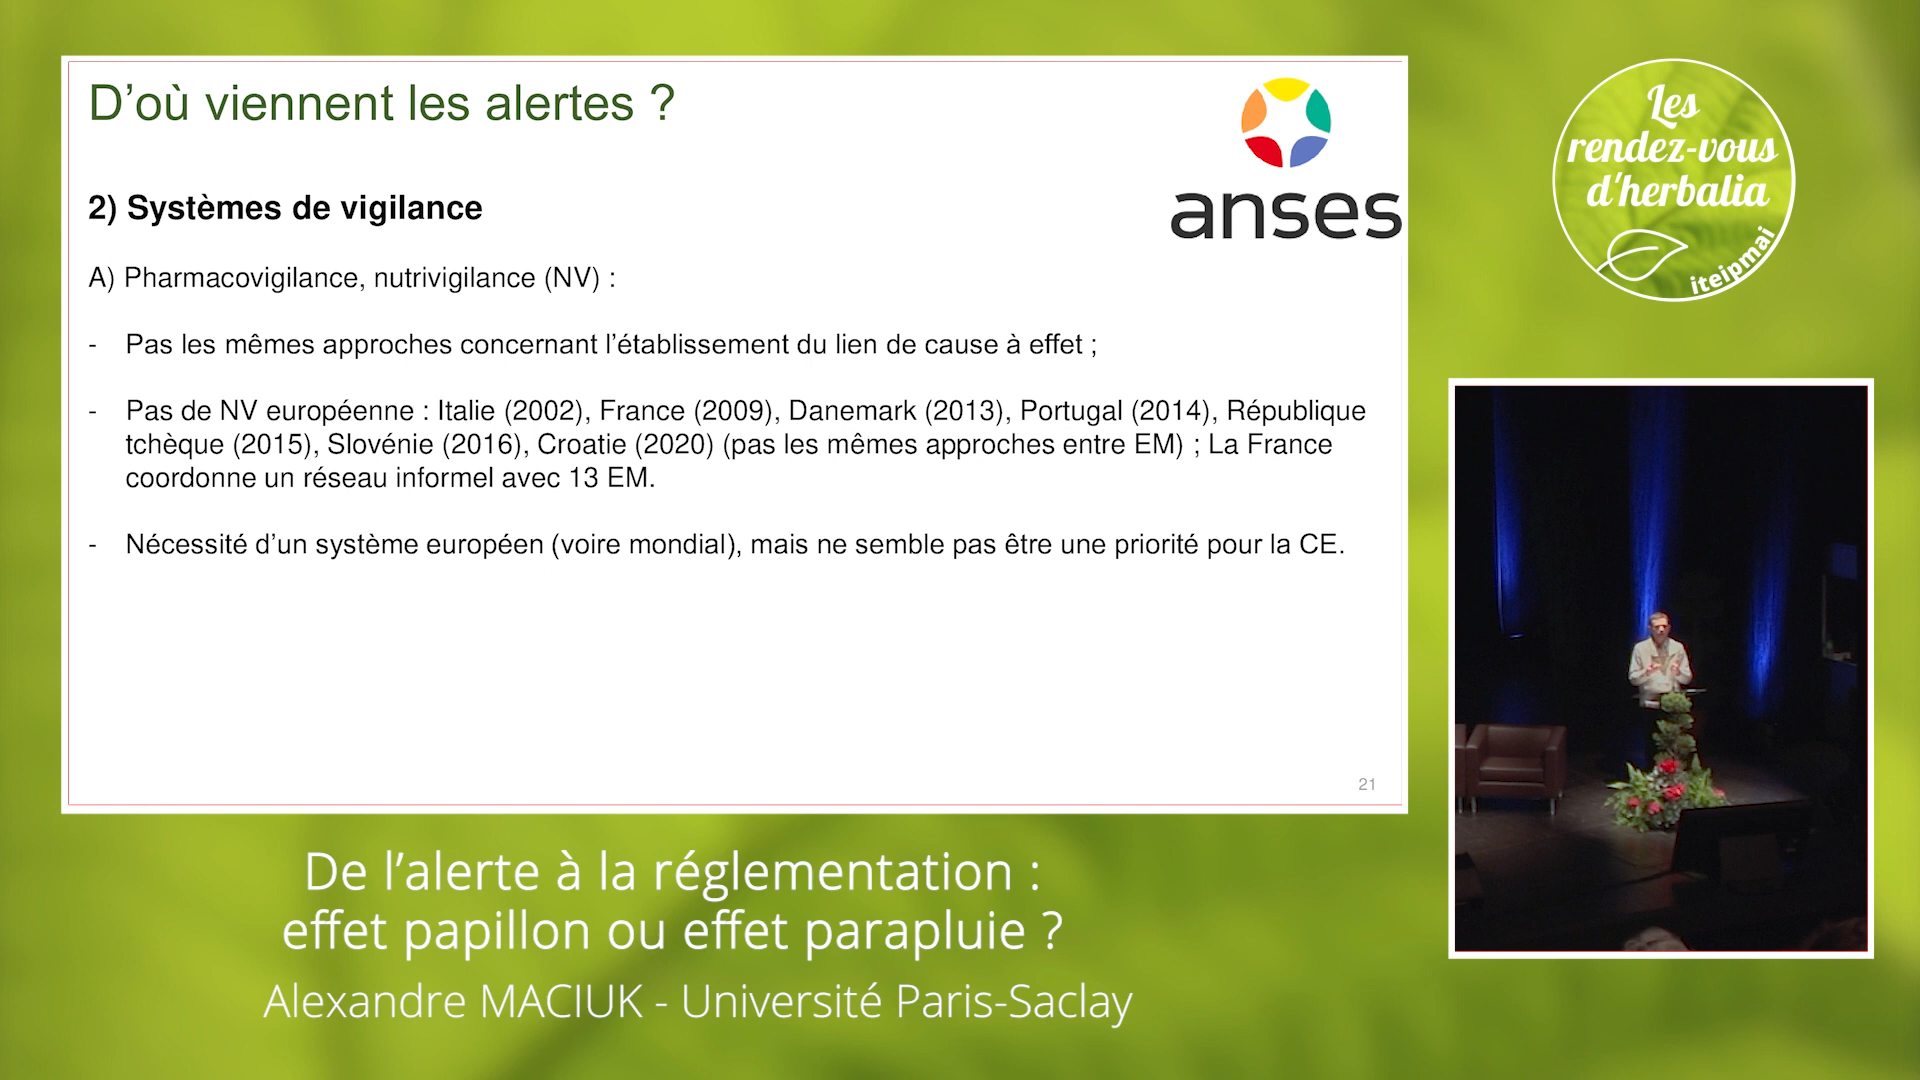 D’où viennent les alertes ?
anses
2) Systèmes de vigilance
A) Pharmacovigilance, nutrivigilance (NV) :
- Pas les mêmes approches concernant l’établissement du lien de cause à effet ;
- Pas de NV européenne : Italie (2002), France (2009), Danemark (2013), Portugal (2014), République
tchèque (2015), Slovénie (2016), Croatie (2020) (pas les mêmes approches entre EM) ; La France
coordonne un réseau informel avec 13 EM.
- Nécessité d’un système européen (voire mondial), mais ne semble pas être une priorité pour la CE.
21
Les
rendez-vous
d'herbalia
iteipmai
De l’alerte à la réglementation :
effet papillon ou effet parapluie ?
Alexandre MACIUK - Université Paris-Saclay